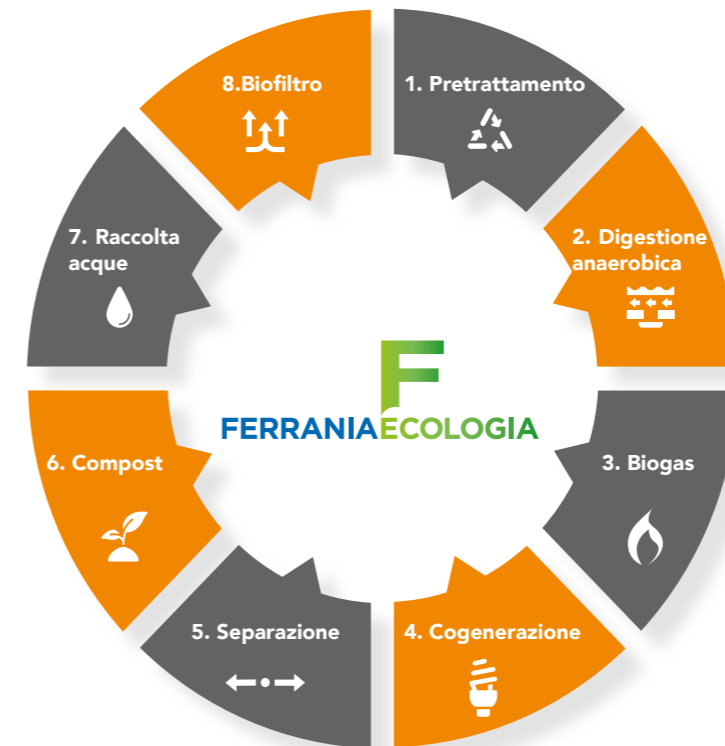 1. Pretrattamento
2. Digestione
anaerobica
3. Biogas
4. Cogenerazione
5. Separazione
6. Compost
7. Raccolta
acque
8.Biofiltro
F
FERRANIAECOLOGIA